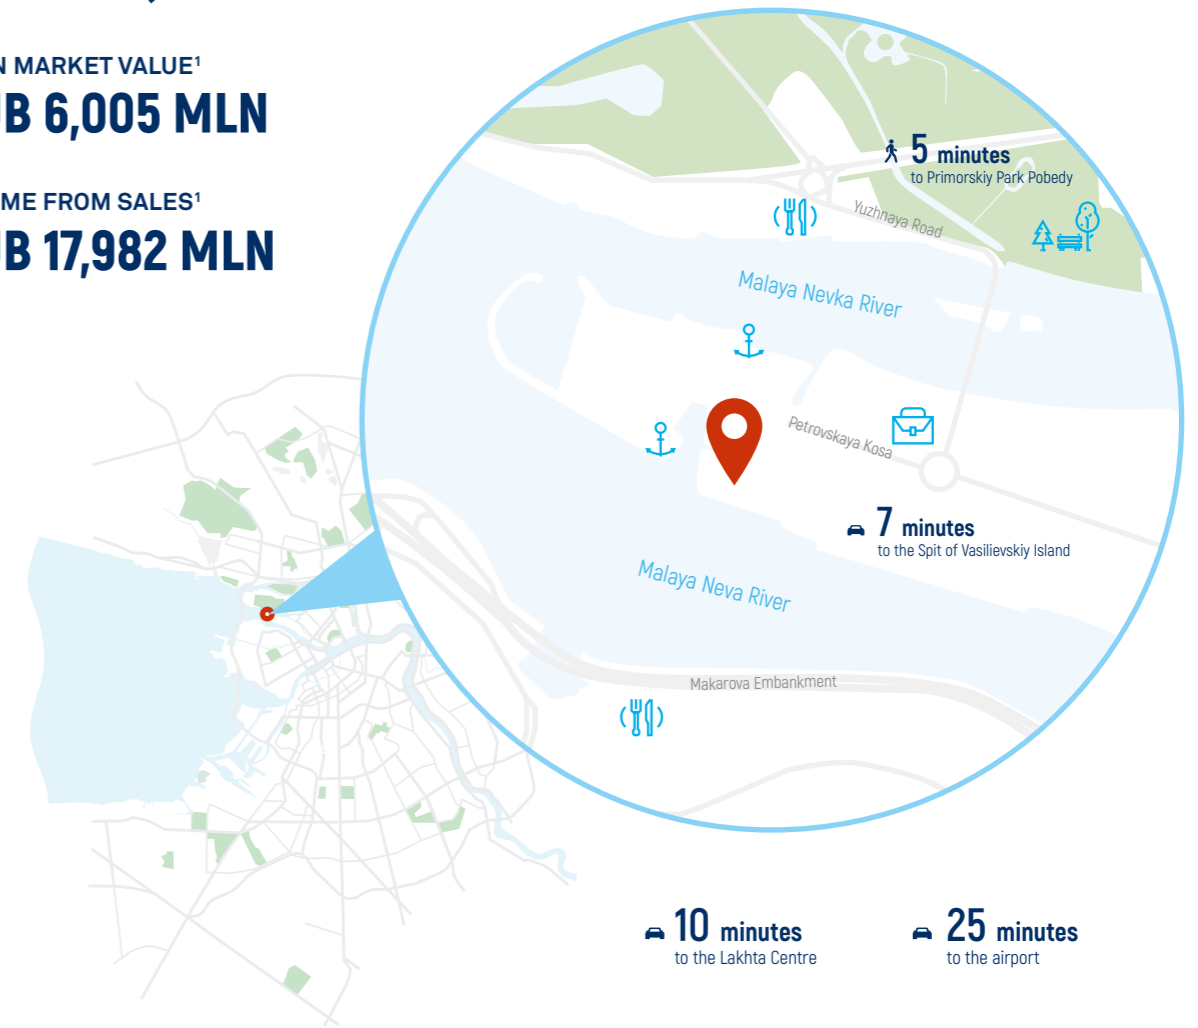 MARKET VALUE¹
6,005 MLN
FROM SALES¹
17,982 MLN
5 minutes
to Primorskiy Park Pobedy
Yuzhnaya Road
Malaya Nevka River
Petrovskaya Kosa
7 minutes
to the Spit of Vasilievskiy Island
Malaya Neva River
Makarova Embankment
10 minutes
to the Lakhta Centre
25 minutes
to the airport